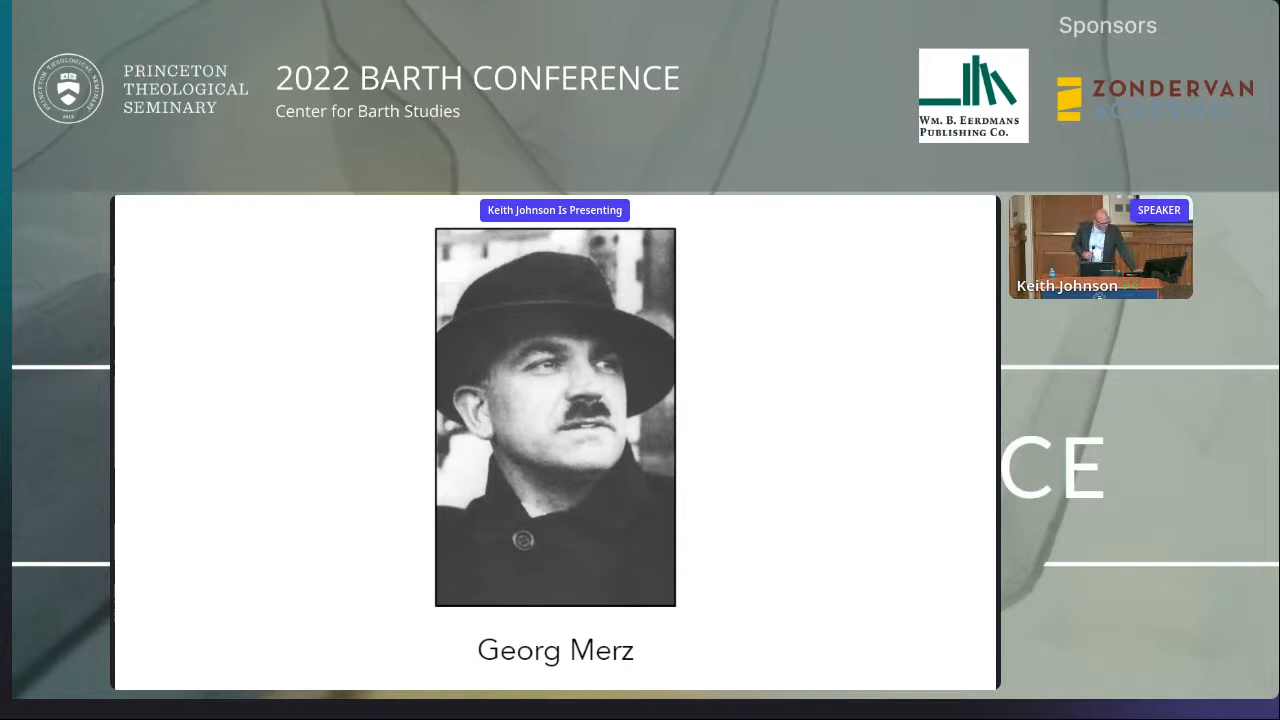 Sponsors
PRINCETON
THEOLOGICAL
SEMINARY
2022 BARTH CONFERENCE
Center for Barth Studies
WM. B. EERDMANS
PUBLISHING CO.
ZONDERVAN
ACADEMIC
Keith Johnson Is Presenting
SPEAKER
Keith Johnson
CE
Georg Merz